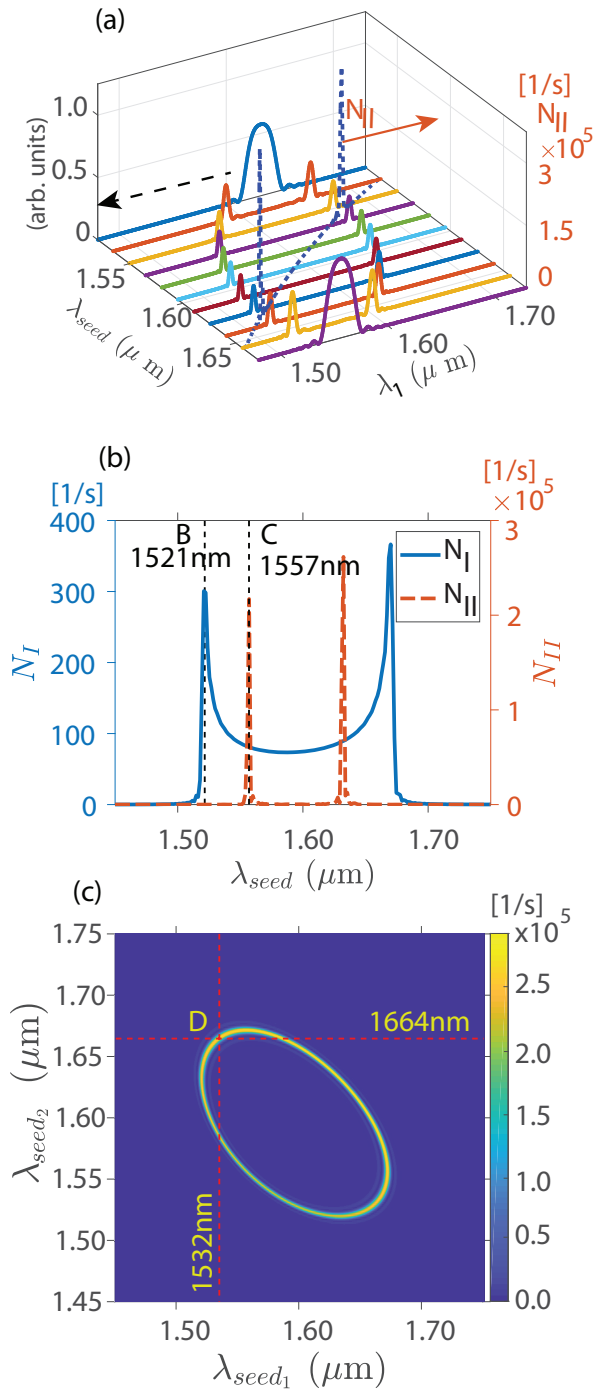 (a)
[1/s]
N_II
N_II
×10^5
(arb. units)
1.0
0.5
0
3
1.5
0
1.55
1.60
1.65
λ_seed (μ m)
1.50
1.60
1.70
λ_1 (μ m)
(b)
[1/s]
[1/s]
×10^5
400
300
200
100
0
N_I
B
1521nm
C
1557nm
N_I
N_II
3
2
1
0
N_II
1.50
1.60
1.70
λ_seed (μm)
(c)
[1/s]
x10^5
1.75
1.70
1.65
1.60
1.55
1.50
1.45
λ_seed_2 (μm)
D
1664nm
1532nm
2.5
2.0
1.5
1.0
0.5
0.0
1.50
1.60
1.70
λ_seed_1 (μm)